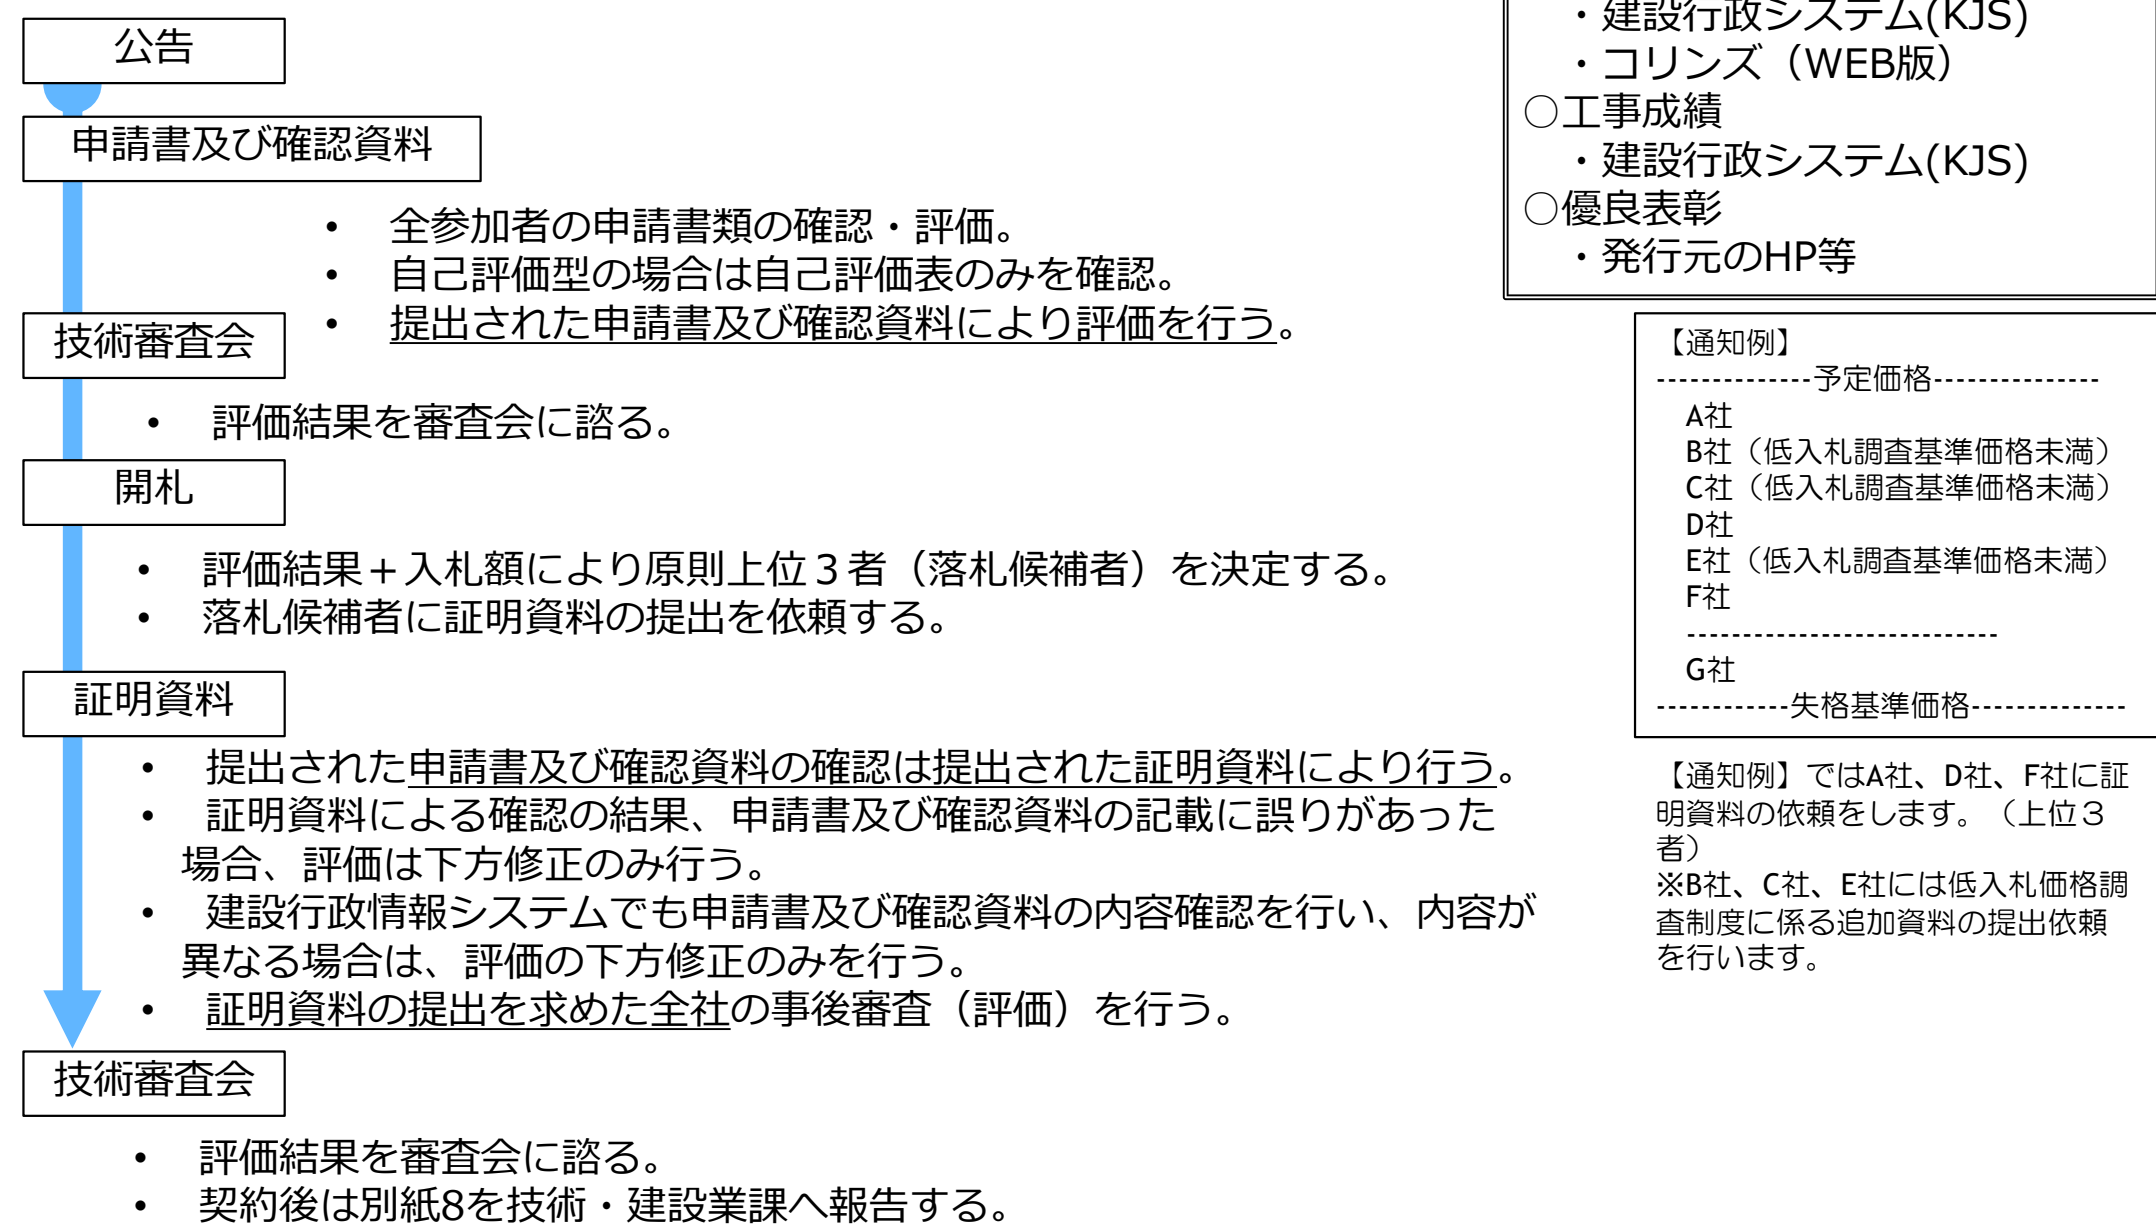 公告
申請書及び確認資料
• 全参加者の申請書類の確認・評価。
• 自己評価型の場合は自己評価表のみを確認。
• 提出された申請書及び確認資料により評価を行う。
技術審査会
• 評価結果を審査会に諮る。
開札
• 評価結果＋入札額により原則上位３者（落札候補者）を決定する。
• 落札候補者に証明資料の提出を依頼する。
証明資料
• 提出された申請書及び確認資料の確認は提出された証明資料により行う。
• 証明資料による確認の結果、申請書及び確認資料の記載に誤りがあった
場合、評価は下方修正のみ行う。
• 建設行政情報システムでも申請書及び確認資料の内容確認を行い、内容が
異なる場合は、評価の下方修正のみを行う。
• 証明資料の提出を求めた全社の事後審査（評価）を行う。
技術審査会
• 評価結果を審査会に諮る。
• 契約後は別紙8を技術・建設業課へ報告する。
・建設行政システム(KJS)
・コリンズ（WEB版）
○工事成績
・建設行政システム(KJS)
○優良表彰
・発行元のHP等
【通知例】
--------------予定価格---------------
A社
B社（低入札調査基準価格未満）
C社（低入札調査基準価格未満）
D社
E社（低入札調査基準価格未満）
F社
----------------------------
G社
------------失格基準価格--------------
【通知例】ではA社、D社、F社に証
明資料の依頼をします。（上位３
者）
※B社、C社、E社には低入札価格調
査制度に係る追加資料の提出依頼
を行います。